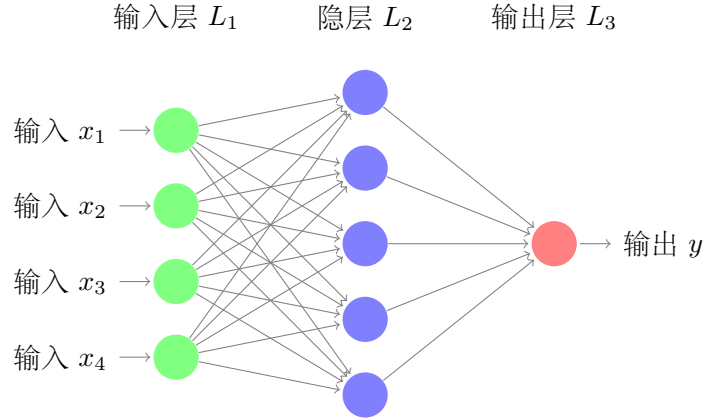 输入层 L₁ 隐层 L₂ 输出层 L₃
输入 x₁
输入 x₂
输入 x₃
输入 x₄
输出 y